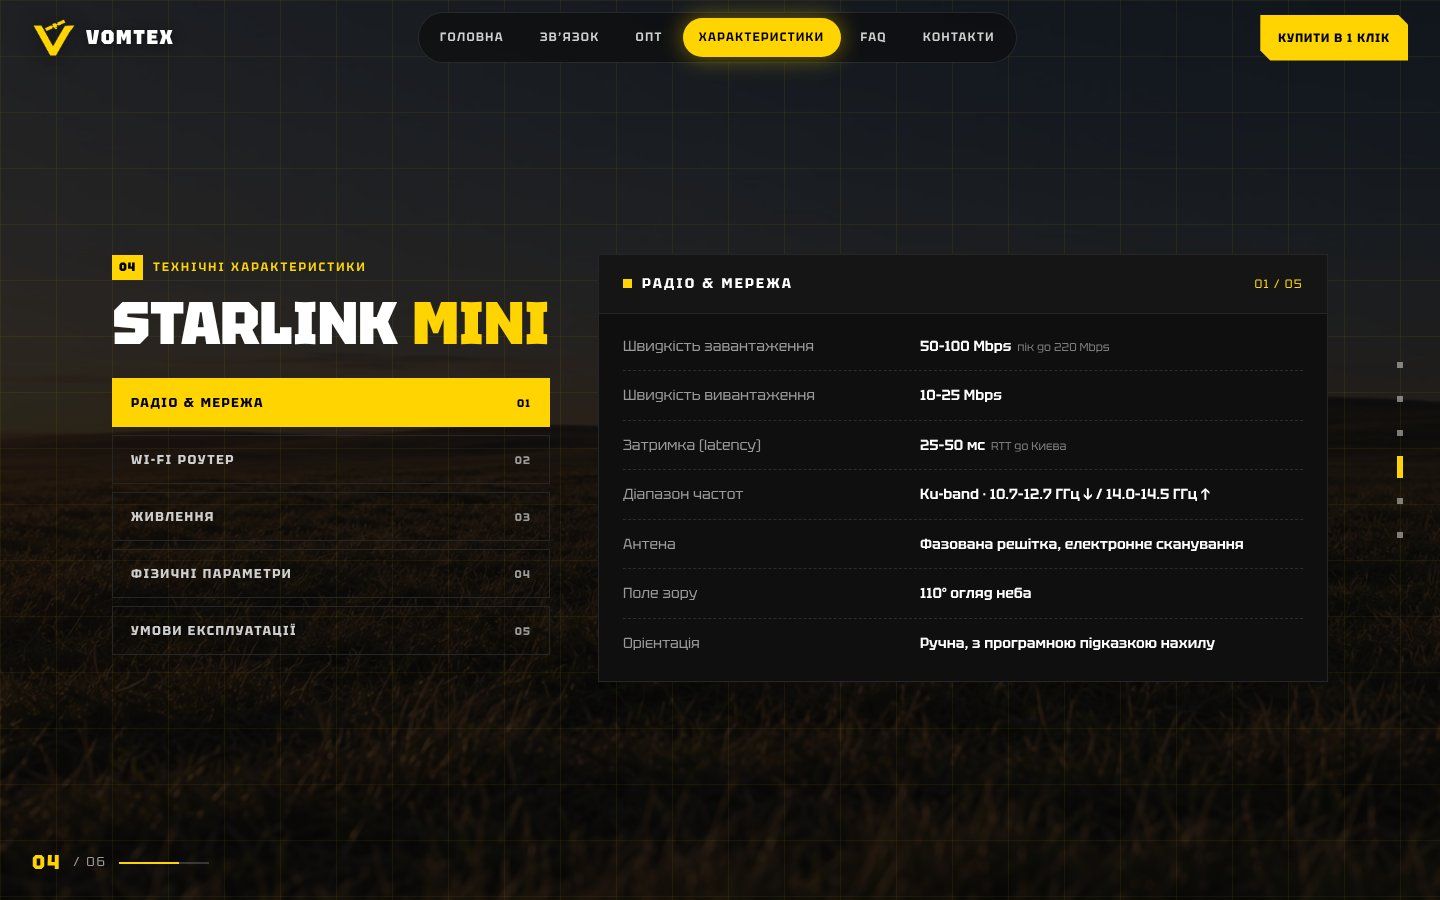 VOMTEX
ГОЛОВНА
ЗВ'ЯЗОК
ОПТ
ХАРАКТЕРИСТИКИ
FAQ
КОНТАКТИ
КУПИТИ В 1 КЛІК
04 ТЕХНІЧНІ ХАРАКТЕРИСТИКИ
STARLINK MINI
РАДІО & МЕРЕЖА 01
WI-FI РОУТЕР 02
ЖИВЛЕННЯ 03
ФІЗИЧНІ ПАРАМЕТРИ 04
УМОВИ ЕКСПЛУАТАЦІЇ 05
РАДІО & МЕРЕЖА 01 / 05
Швидкість завантаження 50-100 Mbps пік до 220 Mbps
Швидкість вивантаження 10-25 Mbps
Затримка (latency) 25-50 мс RTT до Києва
Діапазон частот Ku-band · 10.7-12.7 ГГц ↓ / 14.0-14.5 ГГц ↑
Антена Фазована решітка, електронне сканування
Поле зору 110° огляд неба
Орієнтація Ручна, з програмною підказкою нахилу
04 / 06